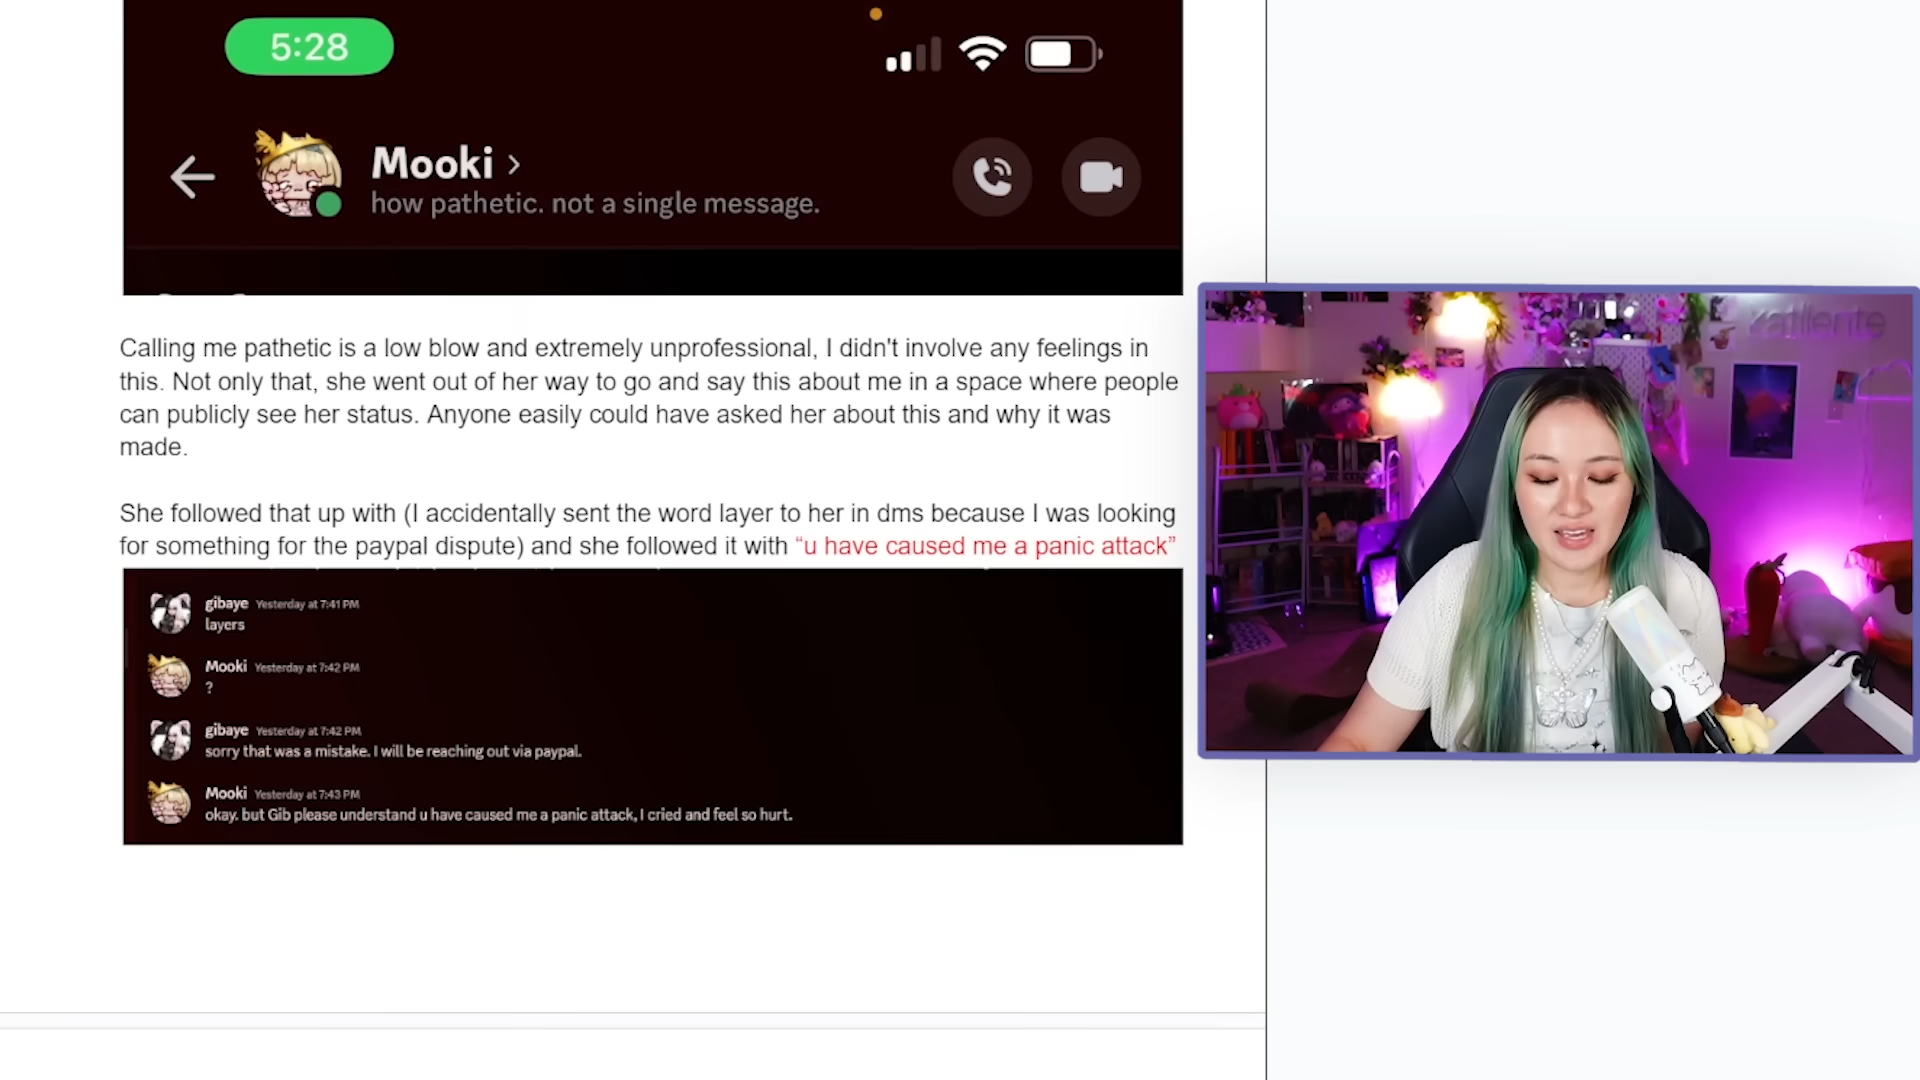 5:28
Mooki >
how pathetic. not a single message.
Calling me pathetic is a low blow and extremely unprofessional, I didn't involve any feelings in
this. Not only that, she went out of her way to go and say this about me in a space where people
can publicly see her status. Anyone easily could have asked her about this and why it was
made.
She followed that up with (I accidentally sent the word layer to her in dms because I was looking
for something for the paypal dispute) and she followed it with “u have caused me a panic attack”
gibaye Yesterday at 7:41 PM
layers
Mooki Yesterday at 7:42 PM
?
gibaye Yesterday at 7:42 PM
sorry that was a mistake. I will be reaching out via paypal.
Mooki Yesterday at 7:43 PM
okay. but Gib please understand u have caused me a panic attack, I cried and feel so hurt.